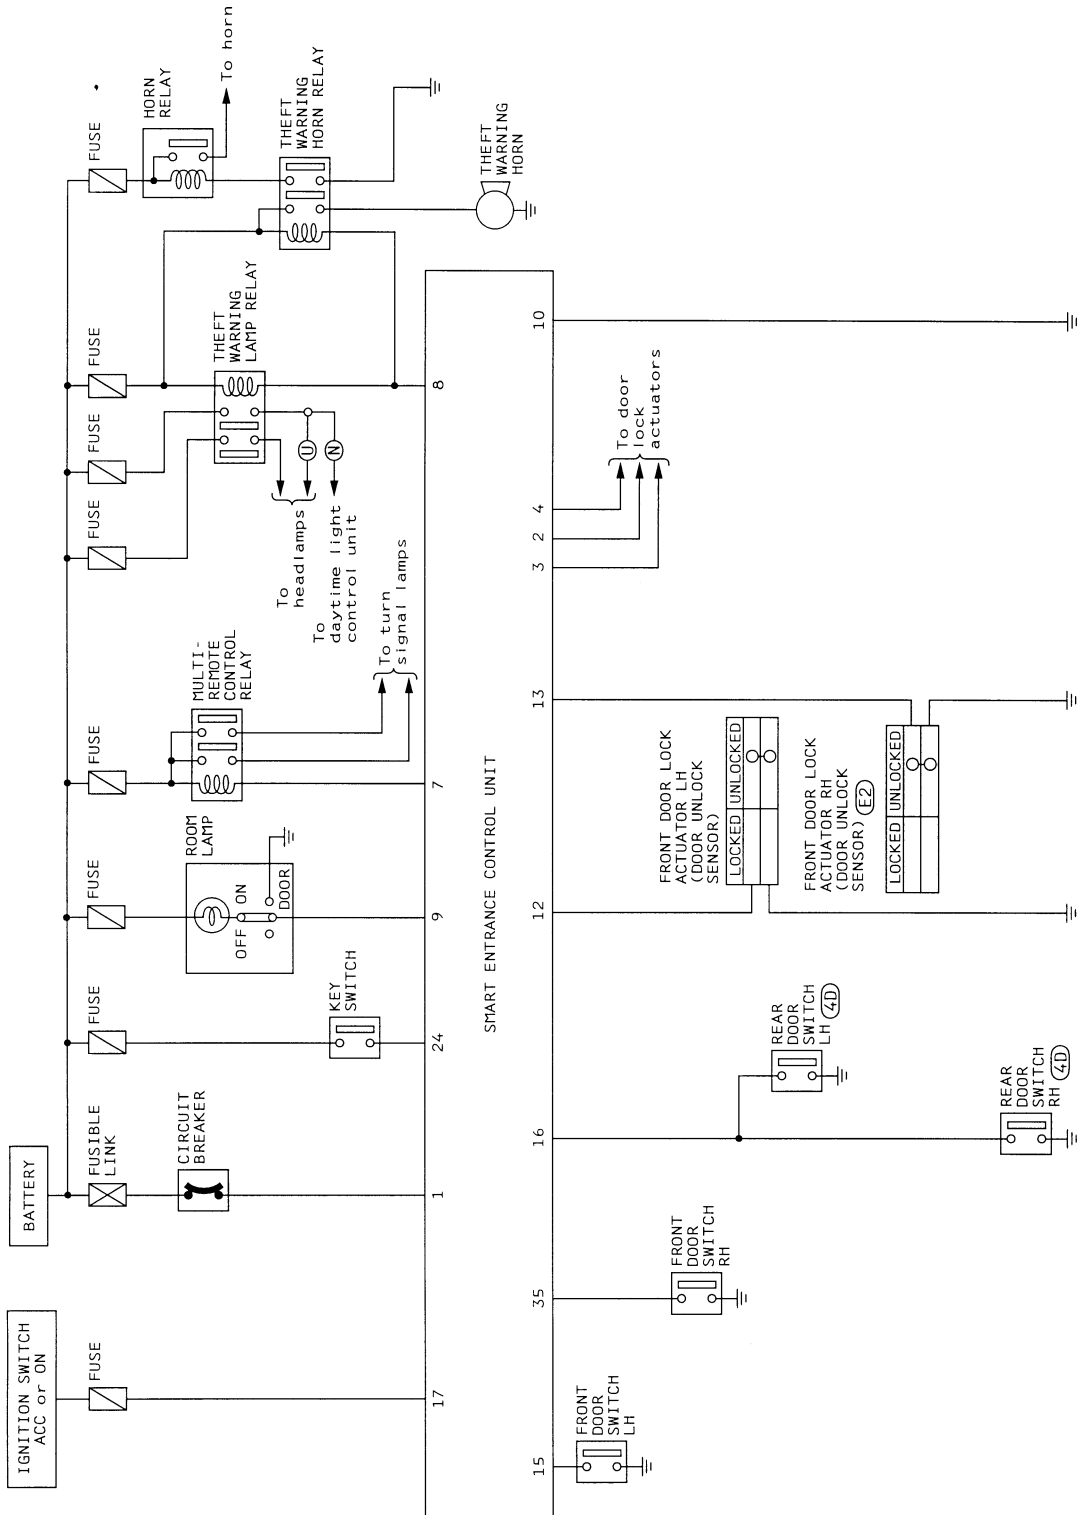 IGNITION SWITCH
ACC or ON
FUSE
17
BATTERY
FUSIBLE
LINK
CIRCUIT
BREAKER
1
FUSE
KEY
SWITCH
24
FUSE
ROOM
LAMP
OFF
ON
DOOR
9
FUSE
MULTI-
REMOTE
CONTROL
RELAY
To turn
signal lamps
7
FUSE
FUSE
FUSE
THEFT
WARNING
LAMP RELAY
To
headlamps
U
N
To
daytime light
control unit
8
FUSE
HORN
RELAY
To horn
THEFT
WARNING
HORN RELAY
THEFT
WARNING
HORN
SMART ENTRANCE CONTROL UNIT
15
FRONT
DOOR
SWITCH
LH
35
FRONT
DOOR
SWITCH
RH
16
REAR
DOOR
SWITCH
LH 4D
REAR
DOOR
SWITCH
RH 4D
12
FRONT DOOR LOCK
ACTUATOR LH
(DOOR UNLOCK
SENSOR)
LOCKED UNLOCKED
13
FRONT DOOR LOCK
ACTUATOR RH
(DOOR UNLOCK
SENSOR) E2
LOCKED UNLOCKED
3
2
4
To door
lock
actuators
10